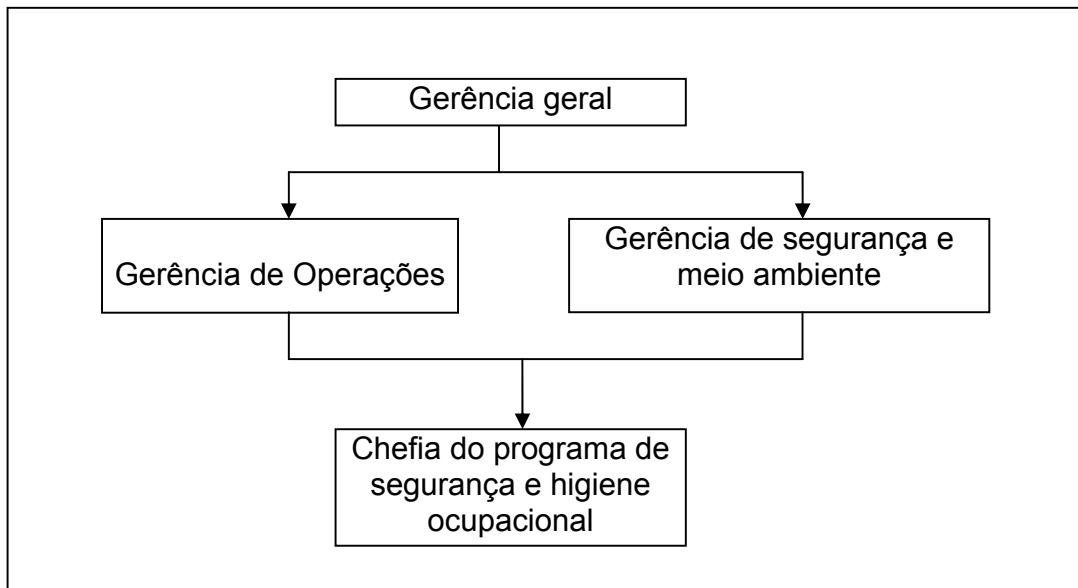 Gerência geral
Gerência de Operações
Gerência de segurança e
meio ambiente
Chefia do programa de
segurança e higiene
ocupacional